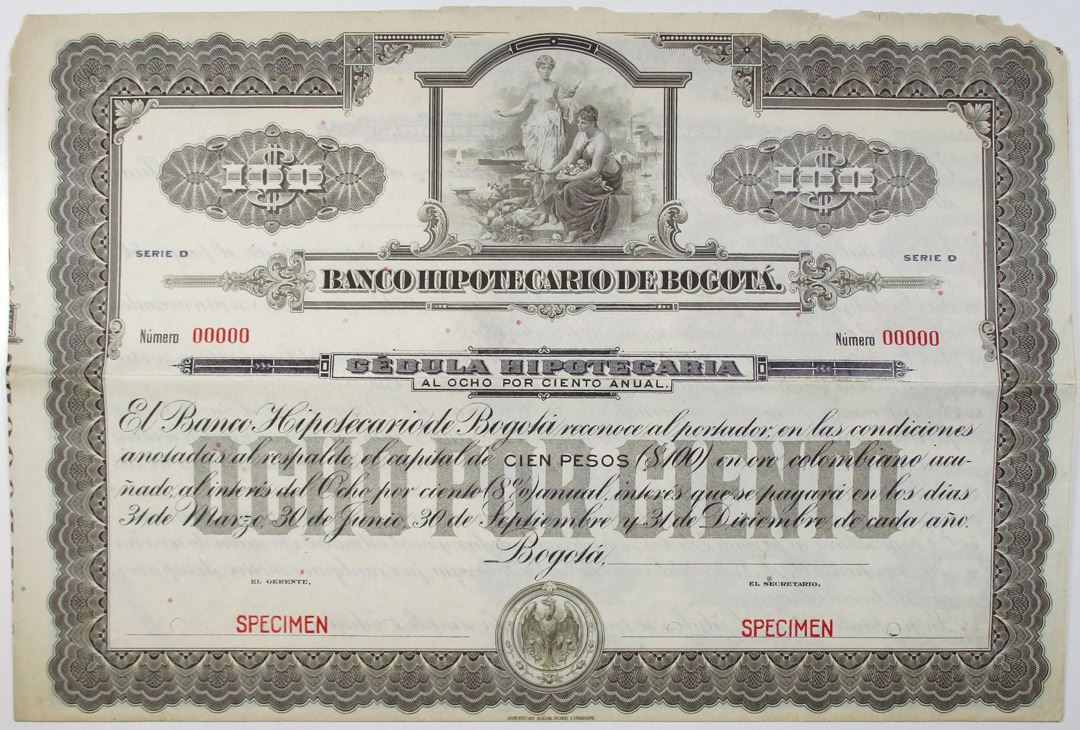 $100 $100
SERIE D SERIE D
BANCO HIPOTECARIO DE BOGOTÁ.
Número 00000 Número 00000
CÉDULA HIPOTECARIA
AL OCHO POR CIENTO ANUAL.
OCHO POR CIENTO
El Banco Hipotecario de Bogotá reconoce al portador, en las condiciones
anotadas al respaldo, el capital de CIEN PESOS ($100) en oro colombiano acu-
ñado, al interés del Ocho por ciento (8%) anual, interés que se pagará en los días
31 de Marzo, 30 de Junio, 30 de Septiembre y 31 de Diciembre de cada año.
Bogotá,
EL GERENTE, EL SECRETARIO,
SPECIMEN SPECIMEN
AMERICAN BANK NOTE COMPANY.